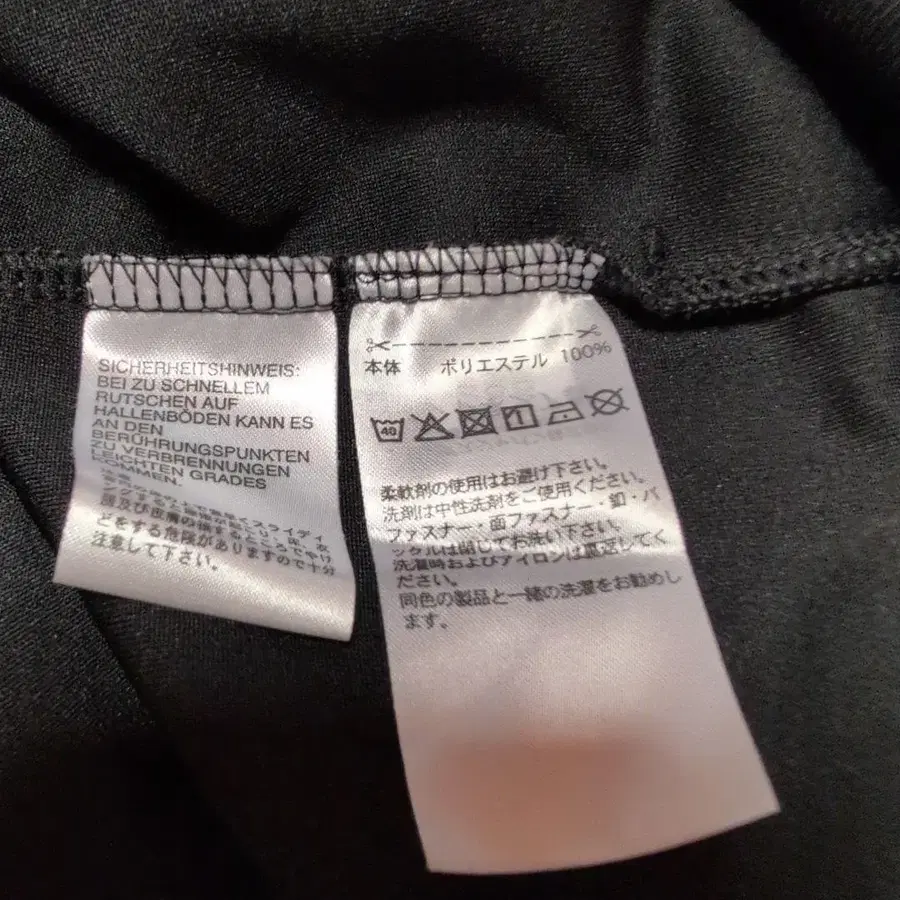 SICHERHEITSHINWEIS:
BEI ZU SCHNELLEM
RUTSCHEN AUF
HALLENBÖDEN KANN ES
AN DEN
BERÜHRUNGSPUNKTEN
ZU VERBRENNUNGEN
LEICHTEN GRADES
KOMMEN.
どをする危険がありますので十分
注意して下さい。
本体 ポリエステル 100%
40
柔軟剤の使用はお避け下さい。
洗剤は中性洗剤をご使用ください。
ファスナー・面ファスナー・釦・バ
ックルは閉じてお洗い下さい。
洗濯時およびアイロンは裏返してく
ださい。
同色の製品と一緒の洗濯をお勧めし
ます。